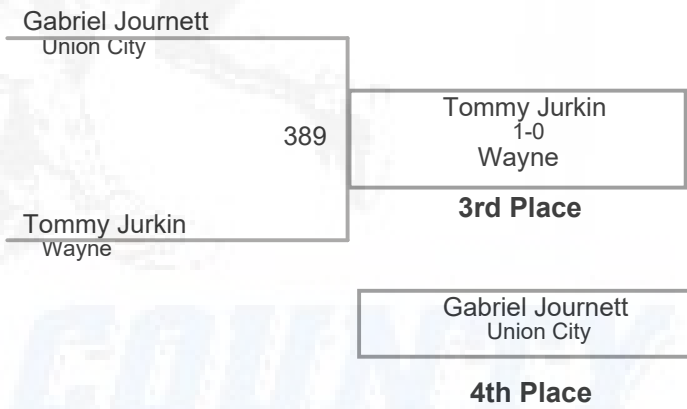 Gabriel Journett
Union City
389
Tommy Jurkin
1-0
Wayne
3rd Place
Tommy Jurkin
Wayne
Gabriel Journett
Union City
4th Place
COUNTY